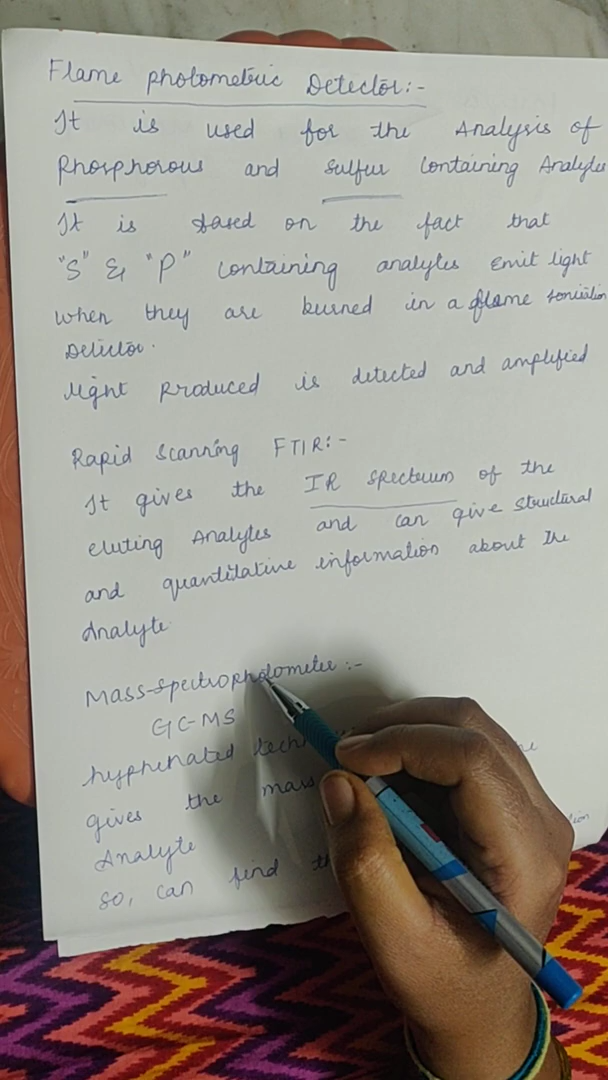 Flame photometric Detector:-
It is used for the Analysis of
Phosphorous and sulfur containing Analytes
It is based on the fact that
"S" & "P" containing analytes emit light
when they are burned in a flame Ionisation
Detector.
Light produced is detected and amplified
Rapid Scanning FTIR:-
It gives the IR spectrum of the
eluting Analytes and can give structural
and quantitative information about the
Analyte
Mass-spectrophotometer:-
GC-MS
hyphenated
gives the mass
Analyte
so, can find